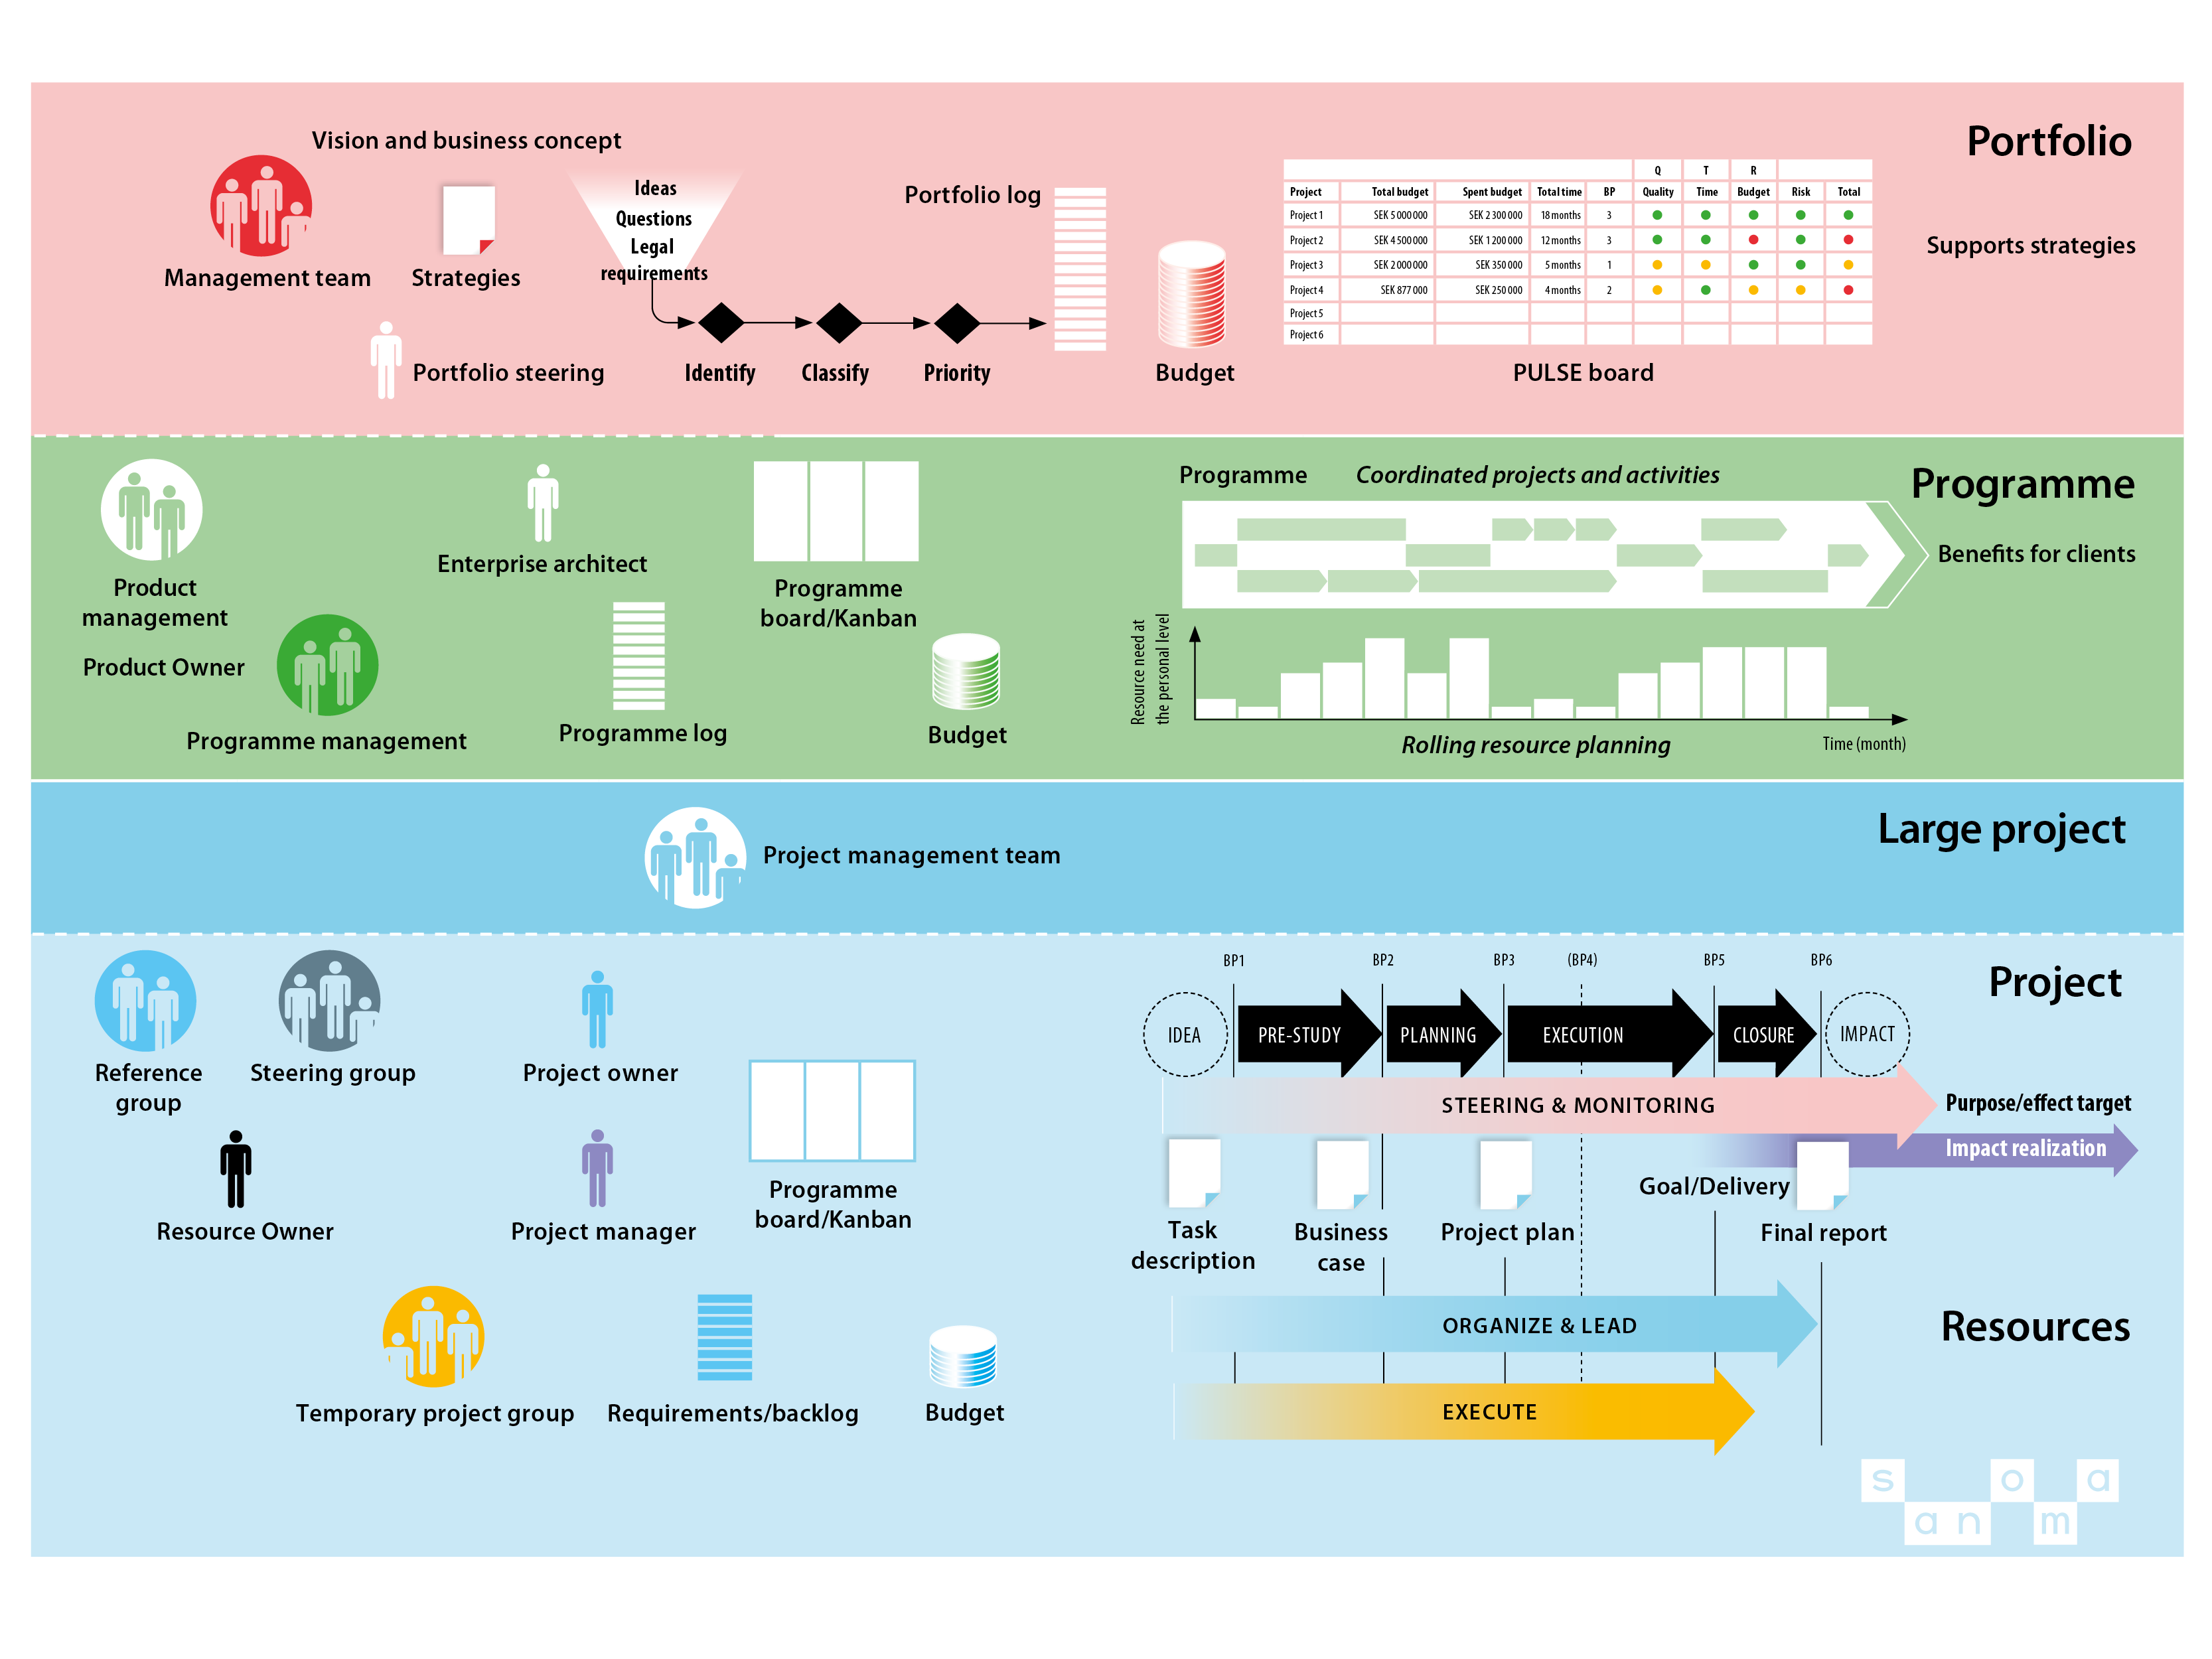 Portfolio
Vision and business concept
Management team
Strategies
Ideas
Questions
Legal
requirements
Portfolio steering
Identify
Classify
Priority
Portfolio log
Budget
Q T R
Project Total budget Spent budget Total time BP Quality Time Budget Risk Total
Project 1 SEK 5 000 000 SEK 2 300 000 18 months 3
Project 2 SEK 4 500 000 SEK 1 200 000 12 months 3
Project 3 SEK 2 000 000 SEK 350 000 5 months 1
Project 4 SEK 877 000 SEK 250 000 4 months 2
Project 5
Project 6
PULSE board
Supports strategies
Programme
Product
management
Product Owner
Programme management
Enterprise architect
Programme log
Programme
board/Kanban
Budget
Programme Coordinated projects and activities
Benefits for clients
Resource need at
the personal level
Rolling resource planning
Time (month)
Large project
Project management team
Project
Reference
group
Steering group
Project owner
Resource Owner
Project manager
Programme
board/Kanban
Temporary project group
Requirements/backlog
Budget
BP1 BP2 BP3 (BP4) BP5 BP6
IDEA PRE-STUDY PLANNING EXECUTION CLOSURE IMPACT
STEERING & MONITORING
Purpose/effect target
Impact realization
Goal/Delivery
Task
description
Business
case
Project plan
Final report
ORGANIZE & LEAD
Resources
EXECUTE
sanoma